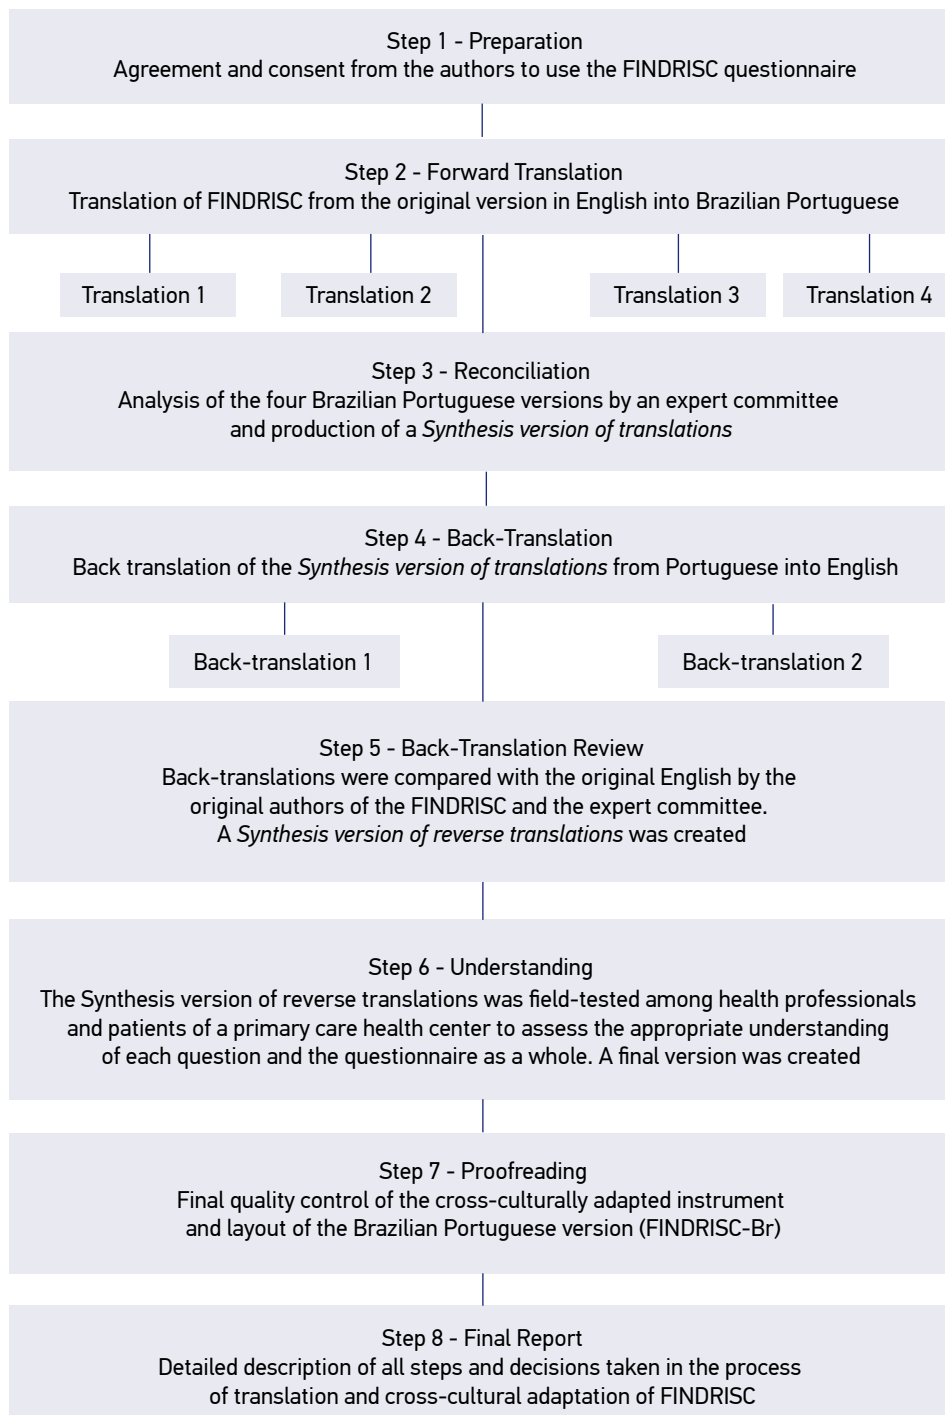 Step 1 - Preparation
Agreement and consent from the authors to use the FINDRISC questionnaire
Step 2 - Forward Translation
Translation of FINDRISC from the original version in English into Brazilian Portuguese
Translation 1
Translation 2
Translation 3
Translation 4
Step 3 - Reconciliation
Analysis of the four Brazilian Portuguese versions by an expert committee
and production of a Synthesis version of translations
Step 4 - Back-Translation
Back translation of the Synthesis version of translations from Portuguese into English
Back-translation 1
Back-translation 2
Step 5 - Back-Translation Review
Back-translations were compared with the original English by the
original authors of the FINDRISC and the expert committee.
A Synthesis version of reverse translations was created
Step 6 - Understanding
The Synthesis version of reverse translations was field-tested among health professionals
and patients of a primary care health center to assess the appropriate understanding
of each question and the questionnaire as a whole. A final version was created
Step 7 - Proofreading
Final quality control of the cross-culturally adapted instrument
and layout of the Brazilian Portuguese version (FINDRISC-Br)
Step 8 - Final Report
Detailed description of all steps and decisions taken in the process
of translation and cross-cultural adaptation of FINDRISC